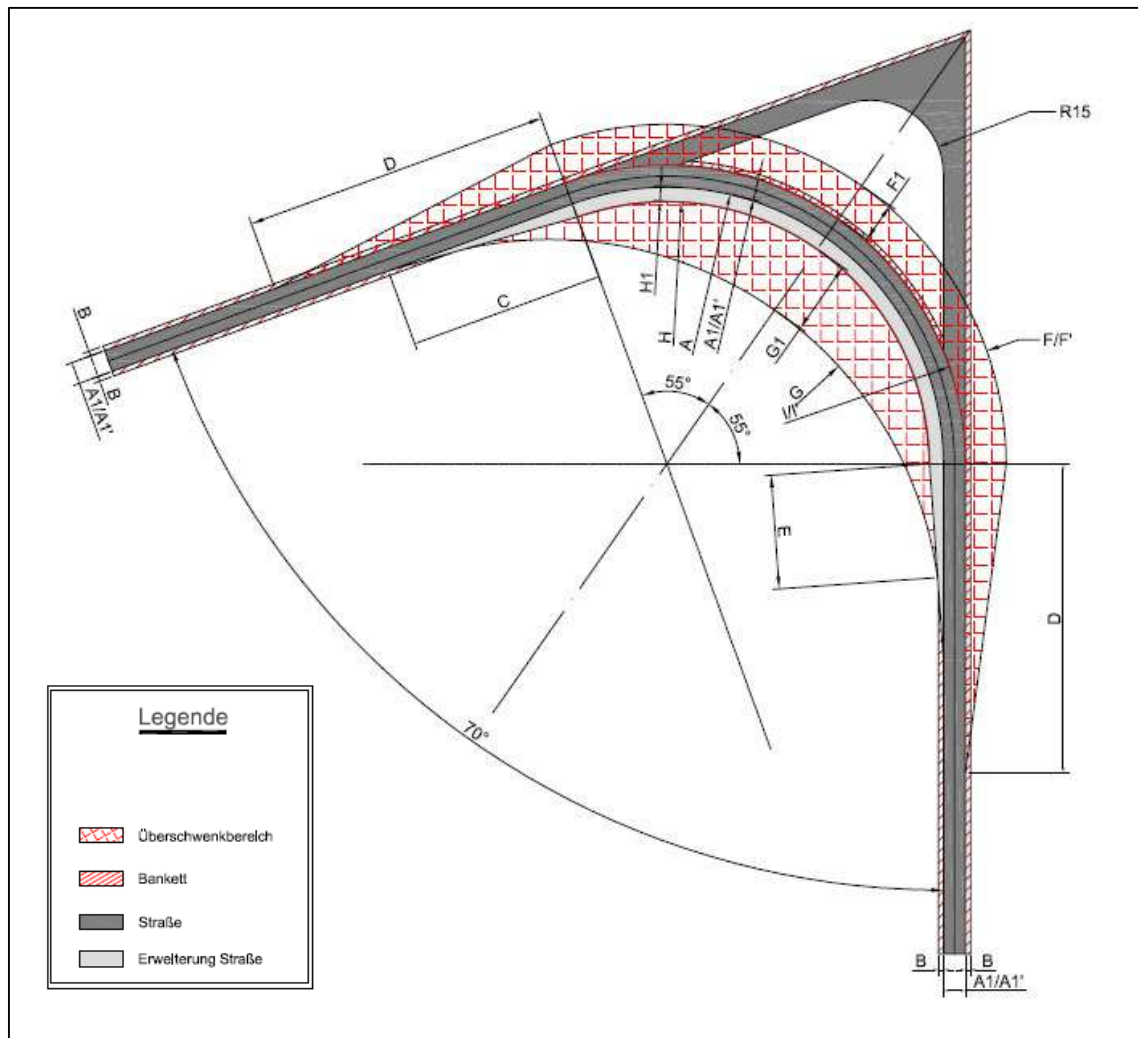 R15
D
F1
C
H1
H
A
A1/A1'
G1
F/F'
G
I/I'
55°
55°
B
B
A1/A1'
E
D
70°
Legende
Überschwenkbereich
Bankett
Straße
Erweiterung Straße
B
B
A1/A1'